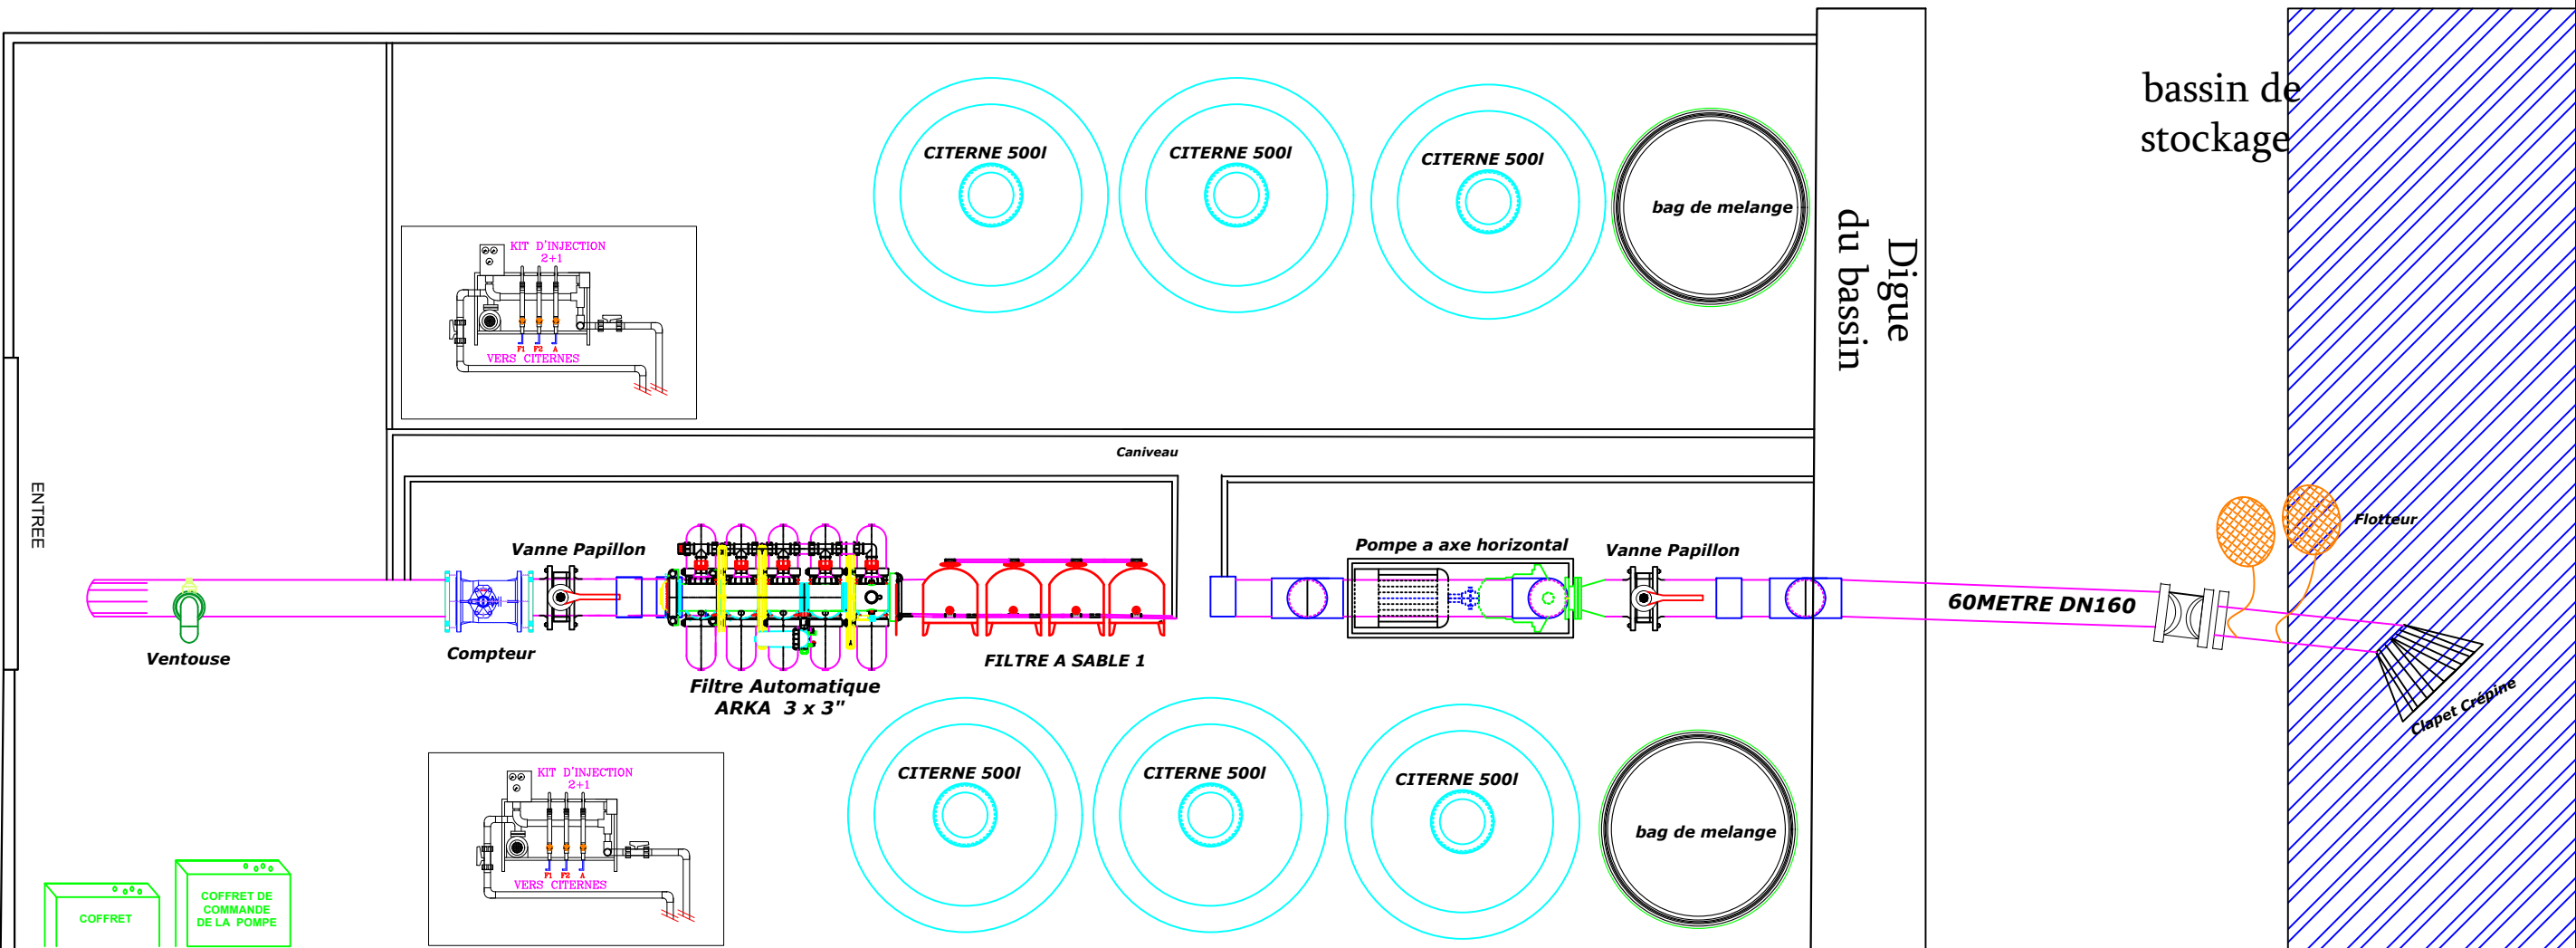 bassin de
stockage
CITERNE 500l
CITERNE 500l
CITERNE 500l
bag de melange
Digue
du bassin
KIT D'INJECTION
2+1
F1 F2 A
VERS CITERNES
Caniveau
ENTREE
Vanne Papillon
Pompe a axe horizontal
Vanne Papillon
Flotteur
60METRE DN160
Ventouse
Compteur
FILTRE A SABLE 1
Filtre Automatique
ARKA 3 x 3"
Clapet Crépine
CITERNE 500l
CITERNE 500l
CITERNE 500l
bag de melange
KIT D'INJECTION
2+1
F1 F2 A
VERS CITERNES
COFFRET
COFFRET DE
COMMANDE
DE LA POMPE